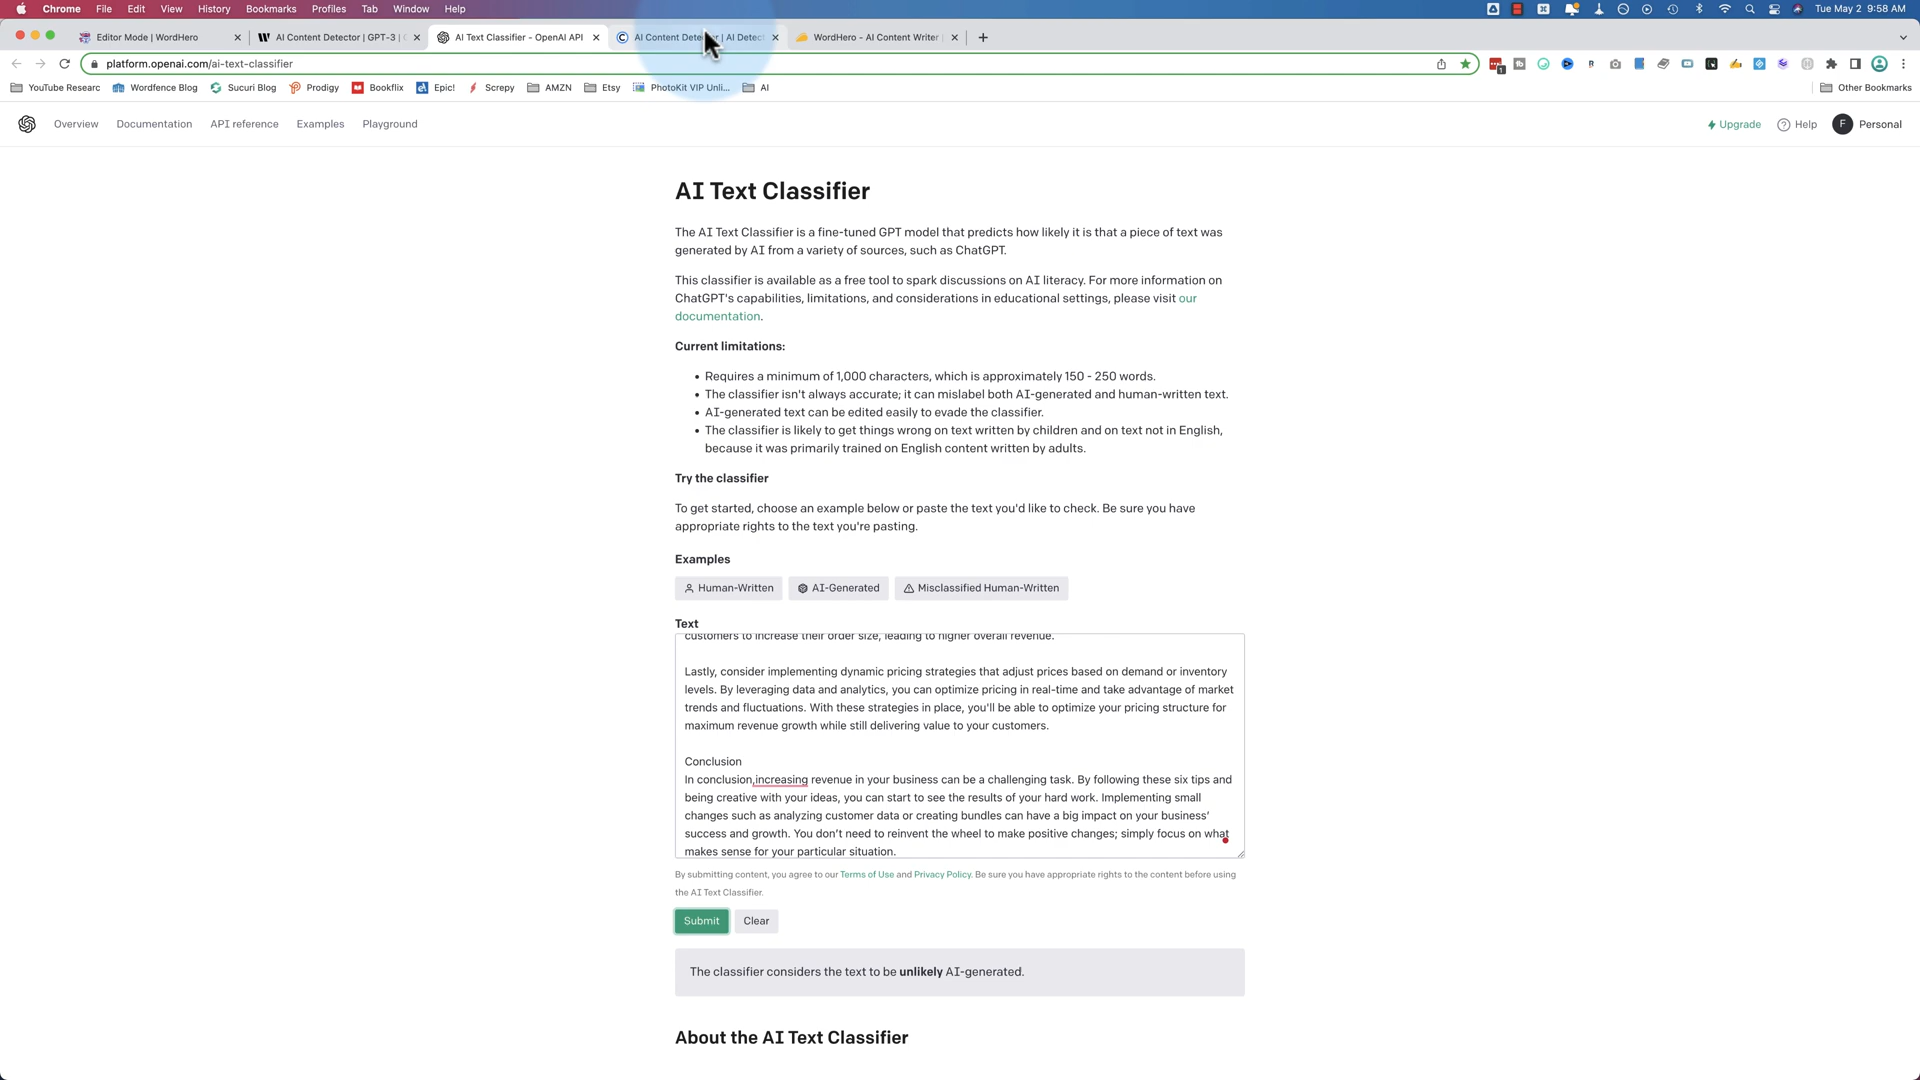 Chrome File Edit View History Bookmarks Profiles Tab Window Help
Tue May 2 9:58 AM
Editor Mode | WordHero
AI Content Detector | GPT-3 |
AI Text Classifier - OpenAI API
AI Content Detector | AI Detect
WordHero - AI Content Writer
platform.openai.com/ai-text-classifier
YouTube Researc Wordfence Blog Sucuri Blog Prodigy Bookflix Epic! Screpy AMZN Etsy PhotoKit VIP Unli... AI Other Bookmarks
Overview Documentation API reference Examples Playground
Upgrade Help F Personal
AI Text Classifier
The AI Text Classifier is a fine-tuned GPT model that predicts how likely it is that a piece of text was
generated by AI from a variety of sources, such as ChatGPT.
This classifier is available as a free tool to spark discussions on AI literacy. For more information on
ChatGPT's capabilities, limitations, and considerations in educational settings, please visit our
documentation.
Current limitations:
• Requires a minimum of 1,000 characters, which is approximately 150 - 250 words.
• The classifier isn't always accurate; it can mislabel both AI-generated and human-written text.
• AI-generated text can be edited easily to evade the classifier.
• The classifier is likely to get things wrong on text written by children and on text not in English,
because it was primarily trained on English content written by adults.
Try the classifier
To get started, choose an example below or paste the text you'd like to check. Be sure you have
appropriate rights to the text you're pasting.
Examples
Human-Written AI-Generated Misclassified Human-Written
Text
customers to increase their order size, leading to higher overall revenue.
Lastly, consider implementing dynamic pricing strategies that adjust prices based on demand or inventory
levels. By leveraging data and analytics, you can optimize pricing in real-time and take advantage of market
trends and fluctuations. With these strategies in place, you'll be able to optimize your pricing structure for
maximum revenue growth while still delivering value to your customers.
Conclusion
In conclusion,increasing revenue in your business can be a challenging task. By following these six tips and
being creative with your ideas, you can start to see the results of your hard work. Implementing small
changes such as analyzing customer data or creating bundles can have a big impact on your business'
success and growth. You don't need to reinvent the wheel to make positive changes; simply focus on what
makes sense for your particular situation.
By submitting content, you agree to our Terms of Use and Privacy Policy. Be sure you have appropriate rights to the content before using
the AI Text Classifier.
Submit Clear
The classifier considers the text to be unlikely AI-generated.
About the AI Text Classifier